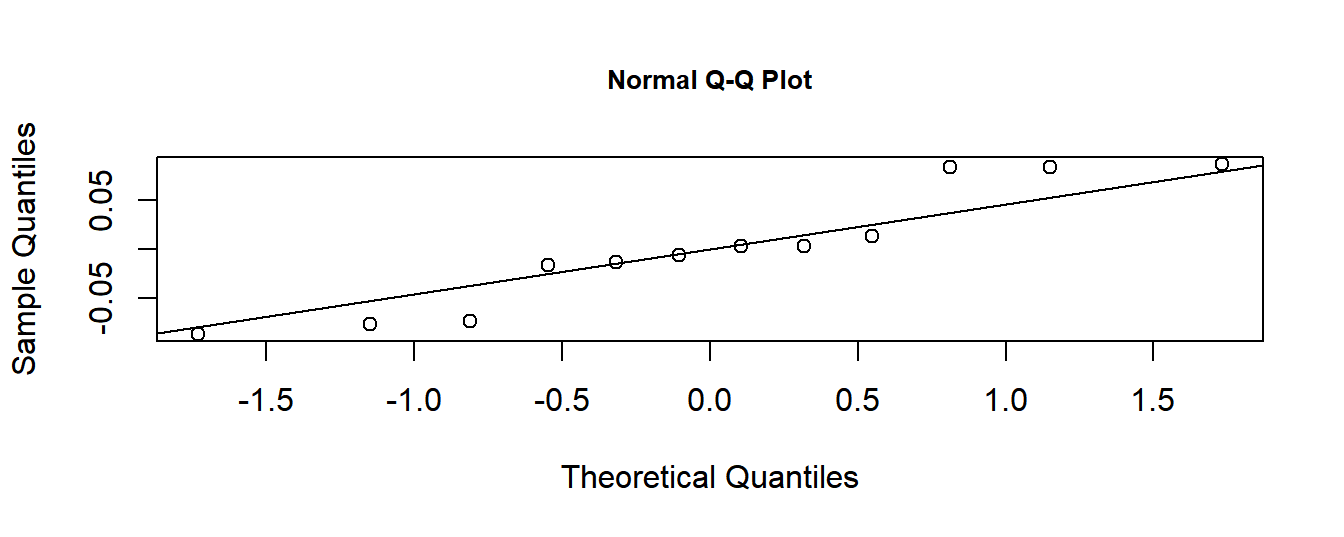 Normal Q-Q Plot
Sample Quantiles
0.05
-0.05
-1.5 -1.0 -0.5 0.0 0.5 1.0 1.5
Theoretical Quantiles